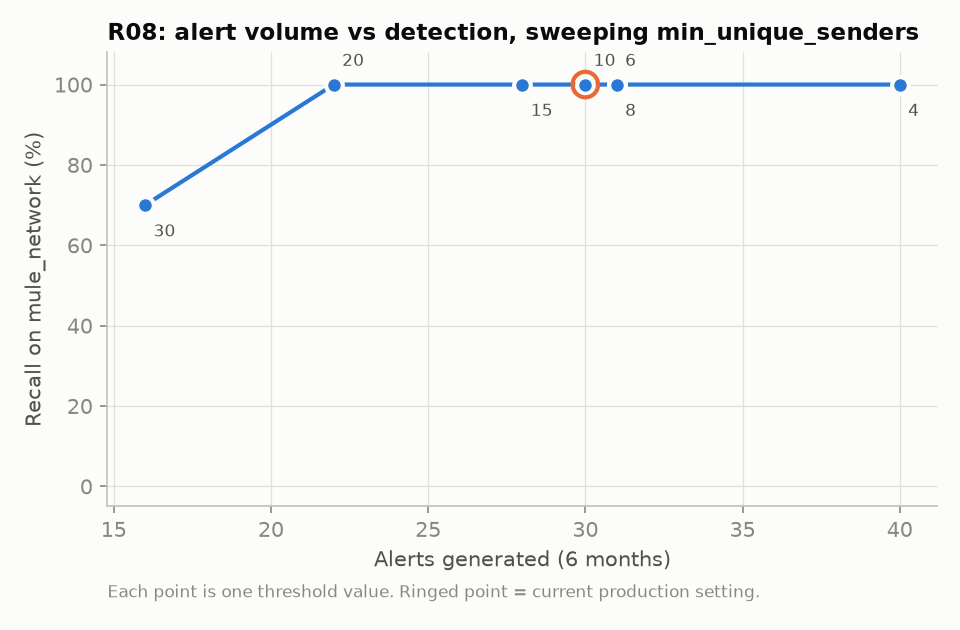 R08: alert volume vs detection, sweeping min_unique_senders
20
10 6
100
15
8
4
80
30
60
40
20
0
Recall on mule_network (%)
15 20 25 30 35 40
Alerts generated (6 months)
Each point is one threshold value. Ringed point = current production setting.